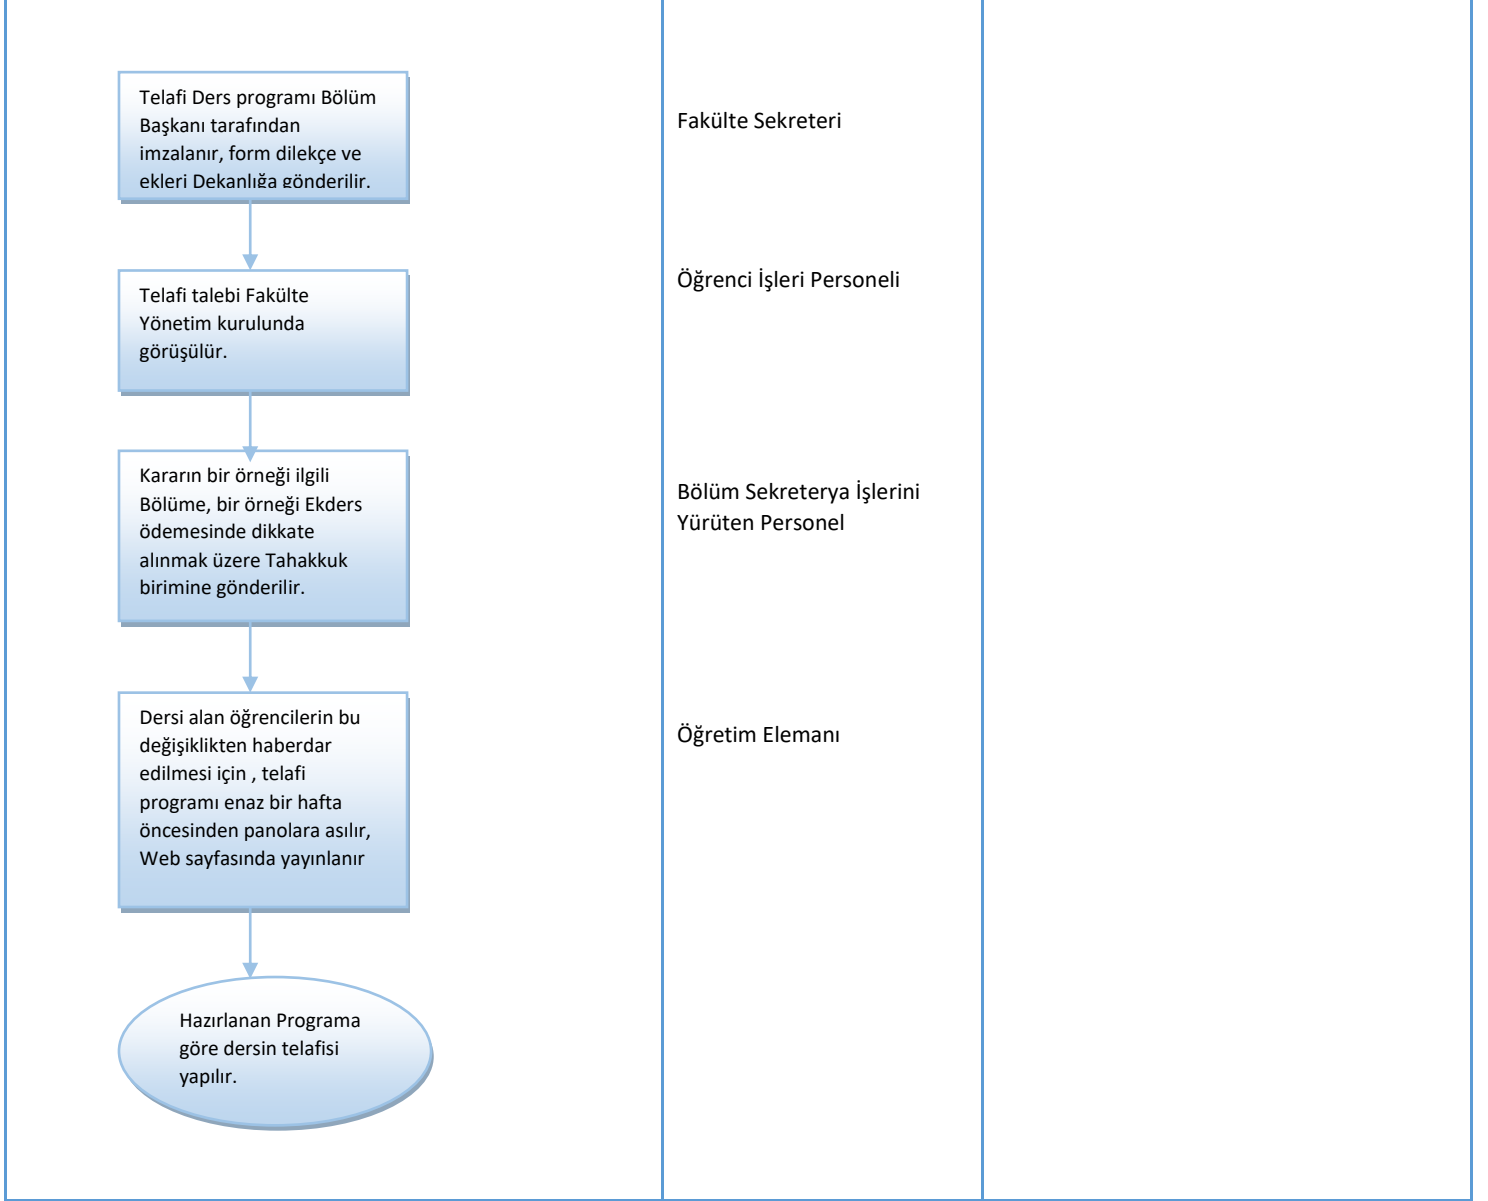 Telafi Ders programı Bölüm
Başkanı tarafından
imzalanır, form dilekçe ve
ekleri Dekanlığa gönderilir.
Fakülte Sekreteri
Telafi talebi Fakülte
Yönetim kurulunda
görüşülür.
Öğrenci İşleri Personeli
Kararın bir örneği ilgili
Bölüme, bir örneği Ekders
ödemesinde dikkate
alınmak üzere Tahakkuk
birimine gönderilir.
Bölüm Sekreterya İşlerini
Yürüten Personel
Dersi alan öğrencilerin bu
değişiklikten haberdar
edilmesi için , telafi
programı enaz bir hafta
öncesinden panolara asılır,
Web sayfasında yayınlanır
Öğretim Elemanı
Hazırlanan Programa
göre dersin telafisi
yapılır.